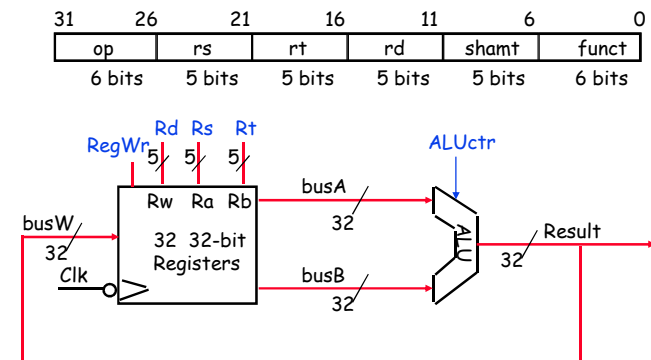 31 26 21 16 11 6 0
op rs rt rd shamt funct
6 bits 5 bits 5 bits 5 bits 5 bits 6 bits
Rd Rs Rt
RegWr ALUctr
5 5 5
busA
Rw Ra Rb
busW 32
32 32-bit ALU Result
32 Registers 32
Clk busB
32